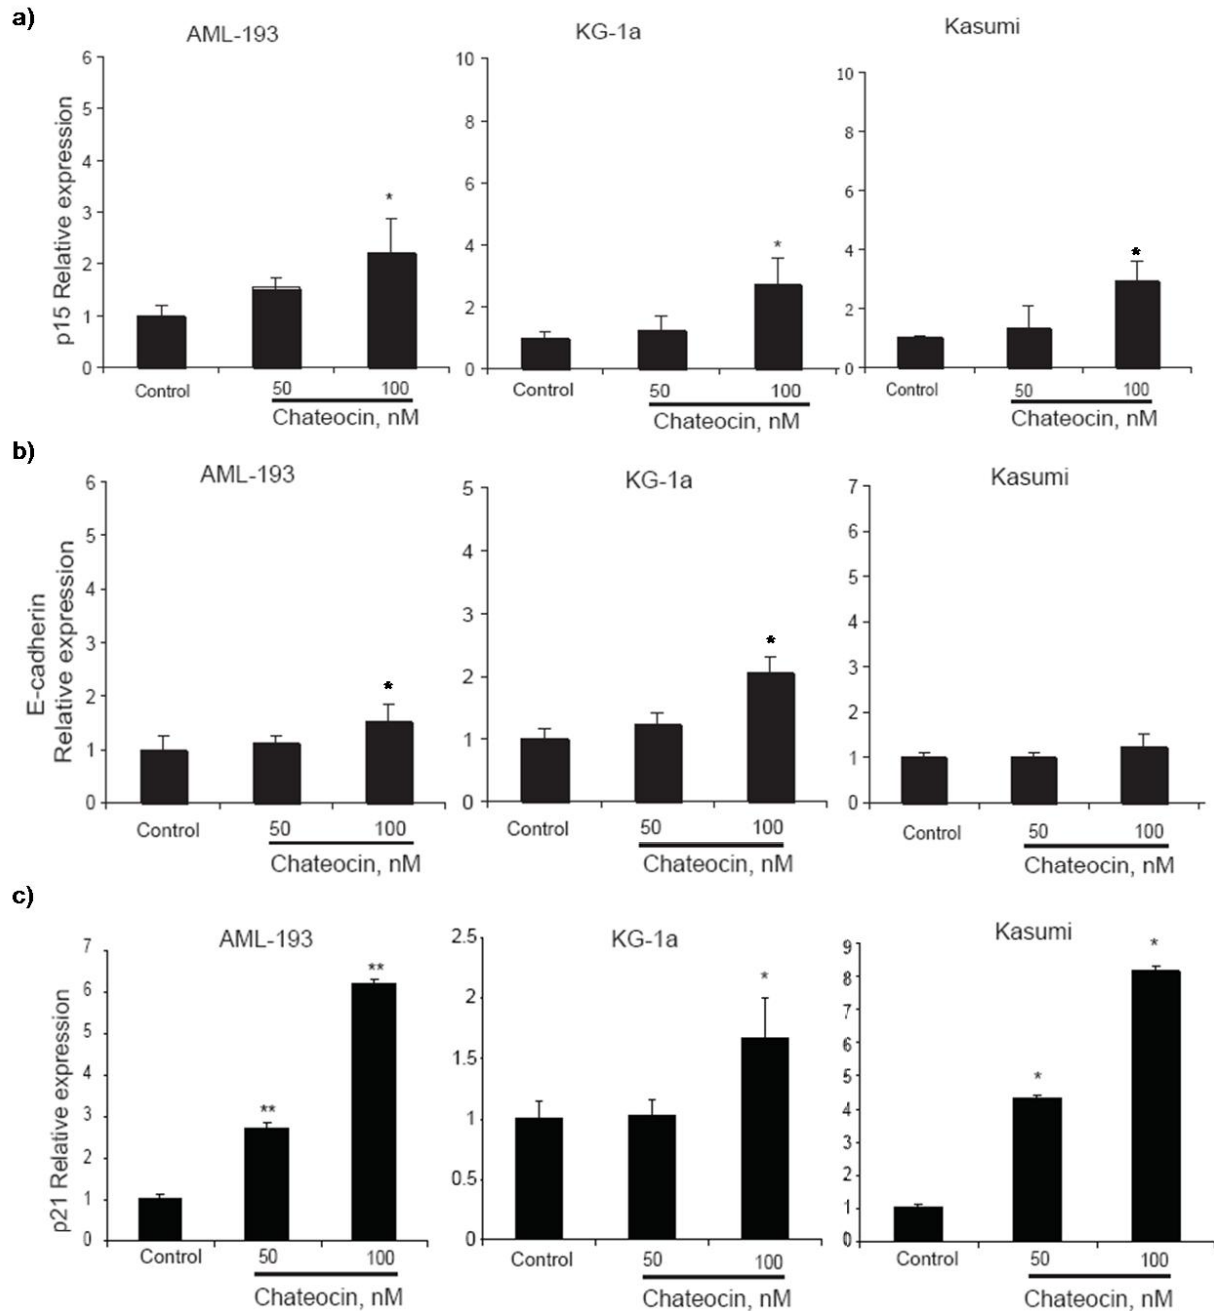 a)
AML-193
KG-1a
Kasumi
p15 Relative expression
6
5
4
3
2
1
0
*
Control
50
100
Chateocin, nM
10
8
6
4
2
0
*
Control
50
100
Chateocin, nM
10
8
6
4
2
0
*
Control
50
100
Chateocin, nM
b)
AML-193
KG-1a
Kasumi
E-cadherin
Relative expression
6
5
4
3
2
1
0
*
Control
50
100
Chateocin, nM
5
4
3
2
1
0
*
Control
50
100
Chateocin, nM
7
6
5
4
3
2
1
0
Control
50
100
Chateocin, nM
c)
AML-193
KG-1a
Kasumi
p21 Relative expression
7
6
5
4
3
2
1
0
**
**
Control
50
100
Chateocin, nM
2.5
2
1.5
1
0.5
0
*
Control
50
100
Chateocin, nM
9
8
7
6
5
4
3
2
1
0
*
*
Control
50
100
Chateocin, nM